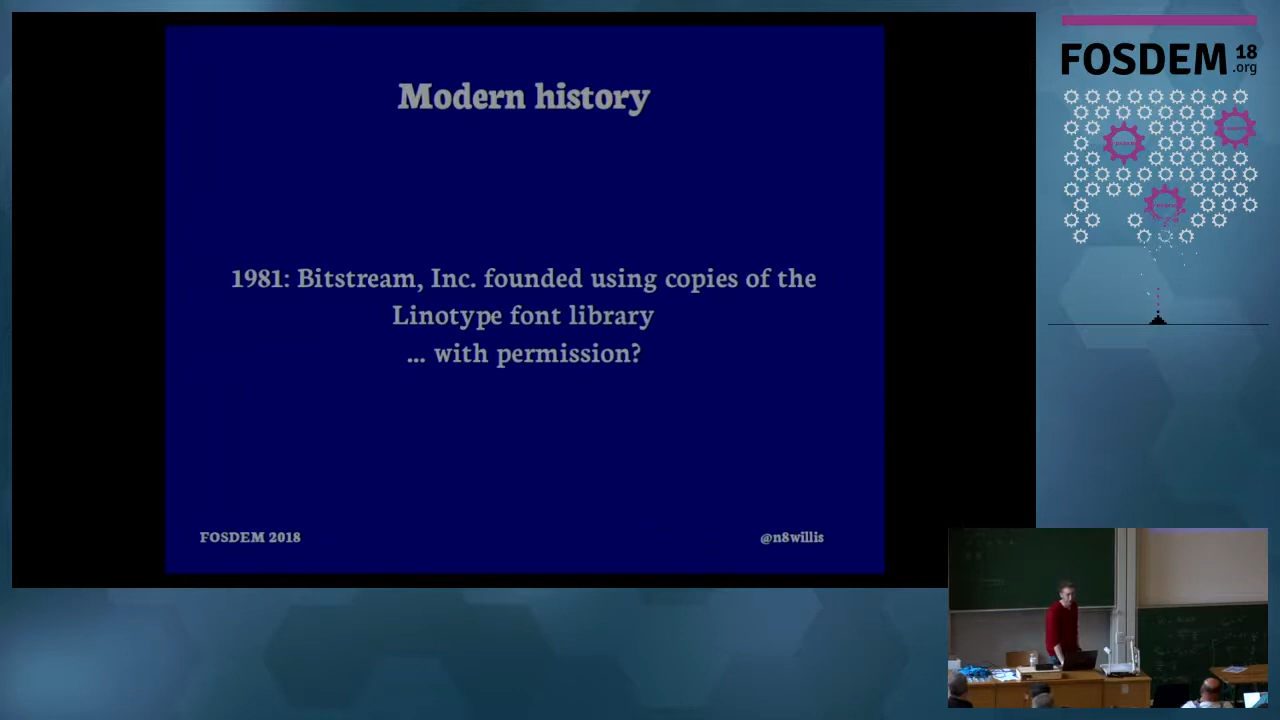 Modern history
1981: Bitstream, Inc. founded using copies of the
Linotype font library
... with permission?
FOSDEM 2018
@n8willis
FOSDEM 18
.org